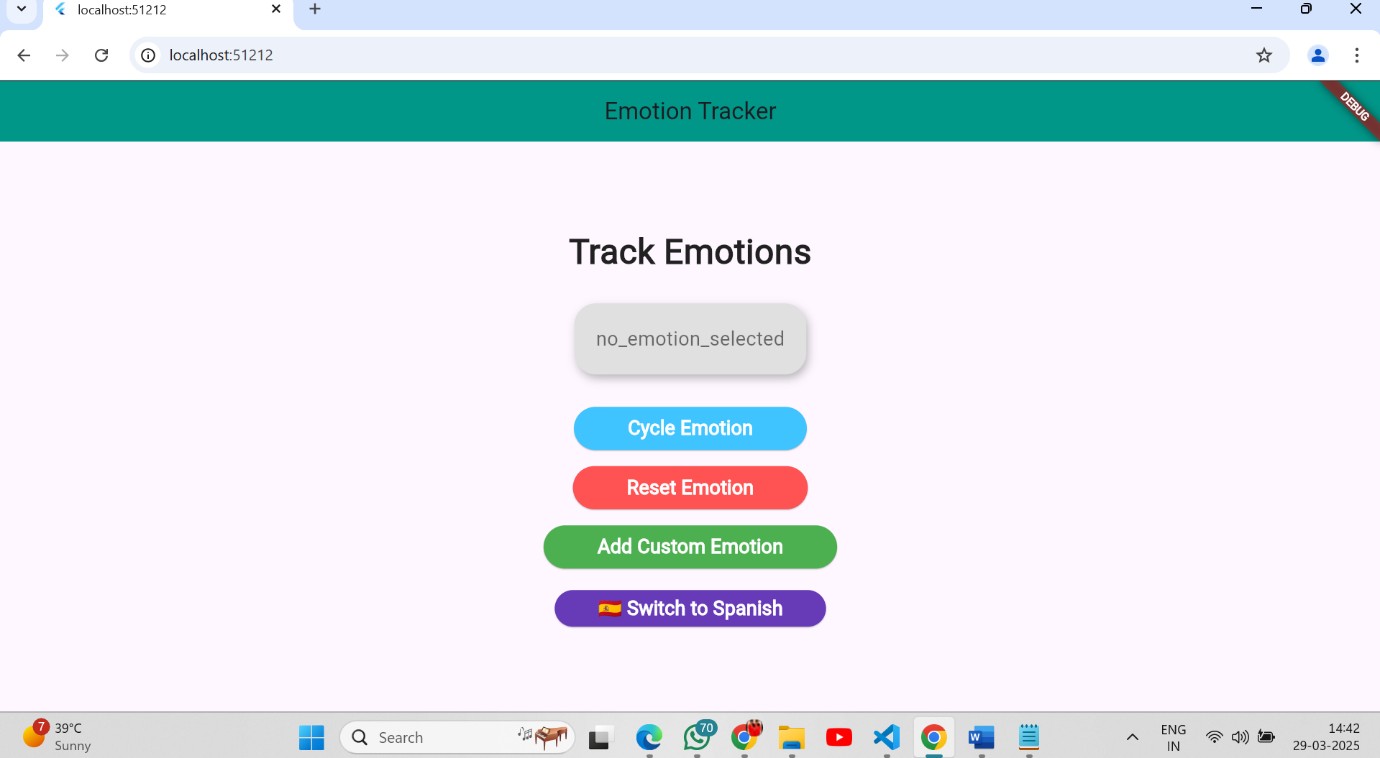 localhost:51212
localhost:51212
Emotion Tracker
DEBUG
Track Emotions
no_emotion_selected
Cycle Emotion
Reset Emotion
Add Custom Emotion
🇪🇸 Switch to Spanish
7
39°C
Sunny
Search
70
W
ENG
IN
14:42
29-03-2025